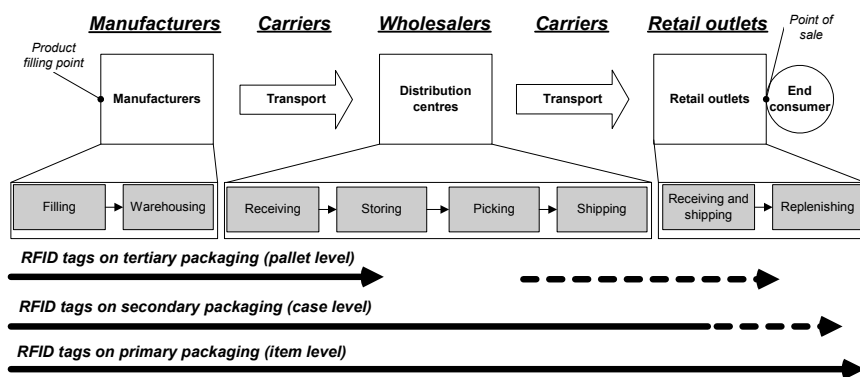 Manufacturers Carriers Wholesalers Carriers Retail outlets
Product
filling point
Point of
sale
Manufacturers
Transport
Distribution
centres
Transport
Retail outlets
End
consumer
Filling
Warehousing
Receiving
Storing
Picking
Shipping
Receiving and
shipping
Replenishing
RFID tags on tertiary packaging (pallet level)
RFID tags on secondary packaging (case level)
RFID tags on primary packaging (item level)